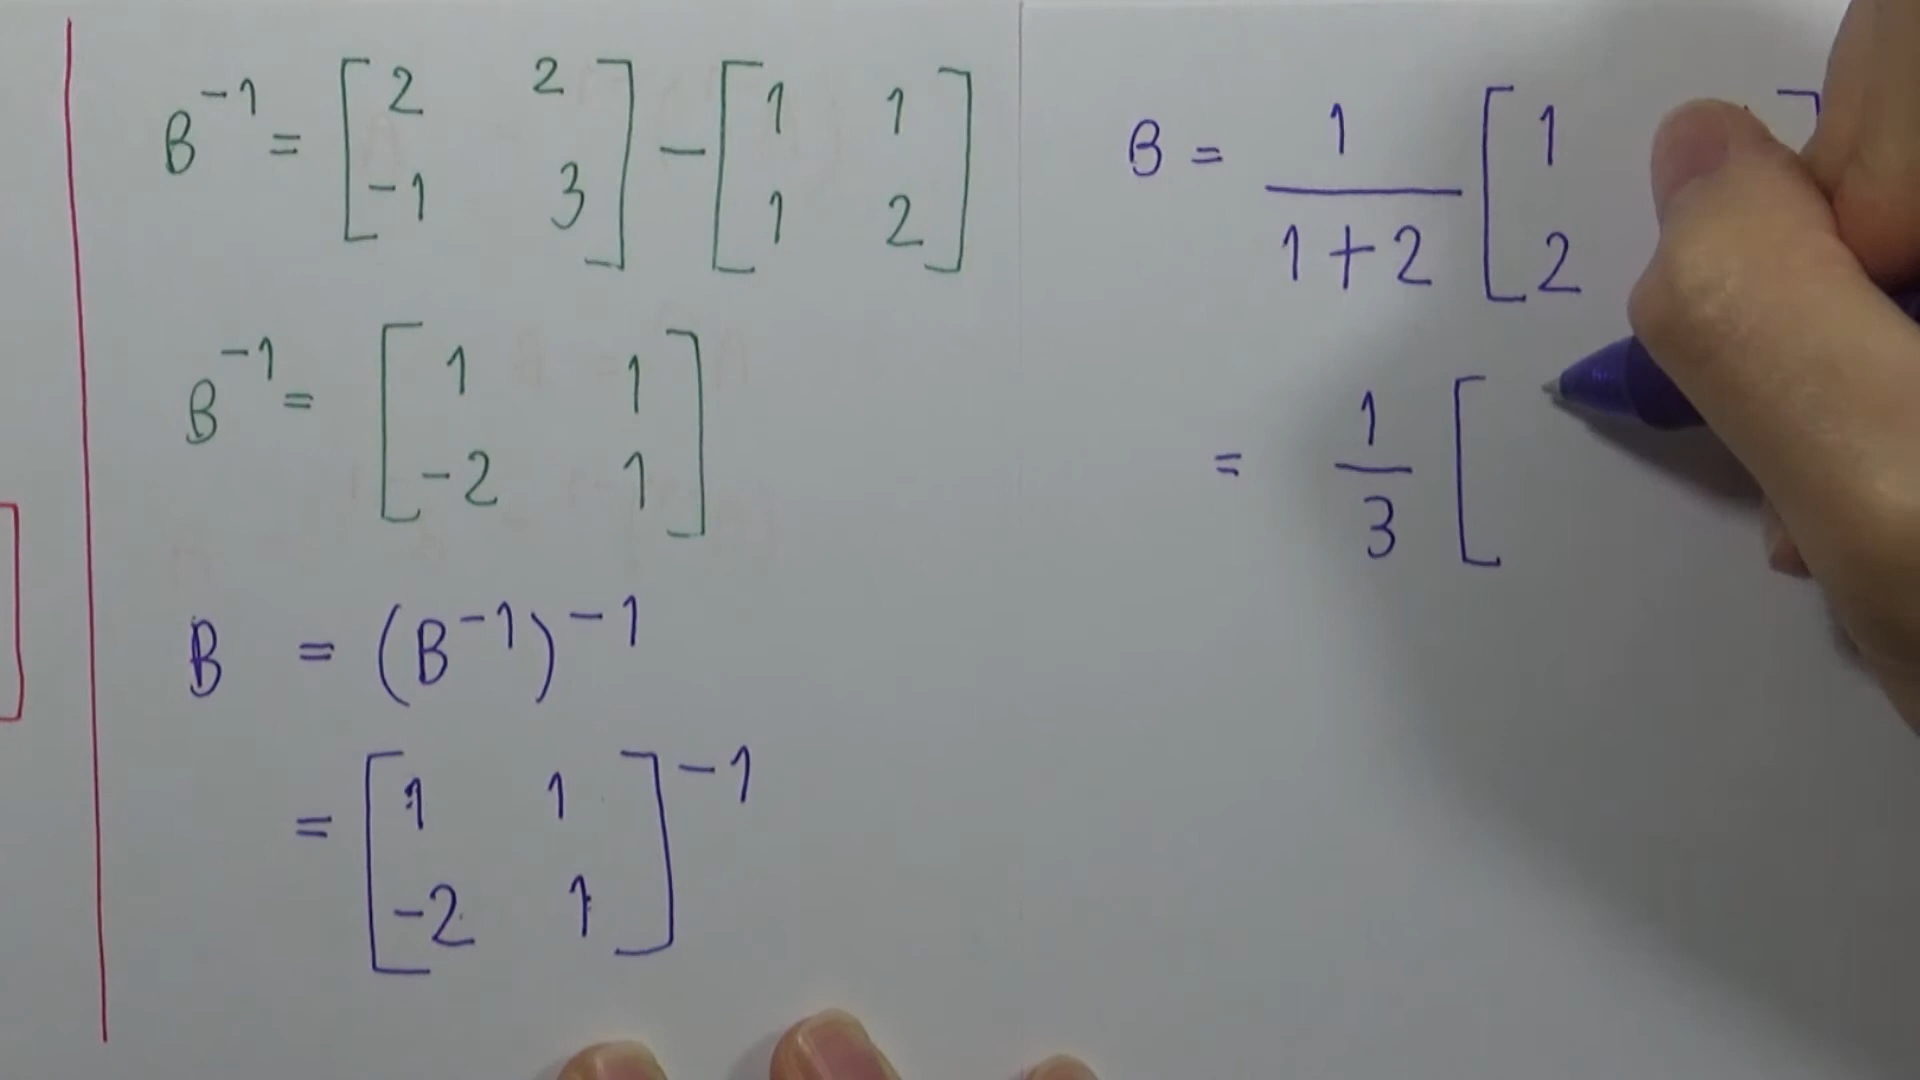 B⁻¹ = [2 2; -1 3] - [1 1; 1 2]
B⁻¹ = [1 1; -2 1]
B = (B⁻¹)⁻¹
= [1 1; -2 1]⁻¹
B = 1/(1+2) [1; 2
= 1/3 [